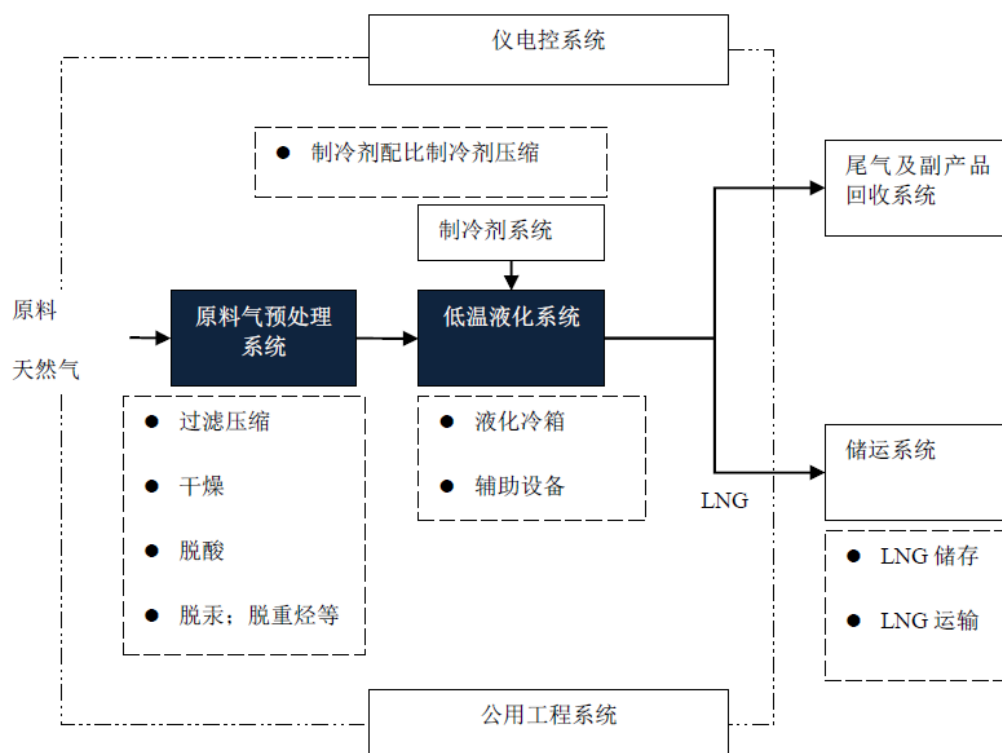 仪电控系统
● 制冷剂配比制冷剂压缩
制冷剂系统
尾气及副产品
回收系统
原料
天然气
原料气预处理
系统
低温液化系统
● 过滤压缩
● 干燥
● 脱酸
● 脱汞；脱重烃等
● 液化冷箱
● 辅助设备
LNG
储运系统
● LNG 储存
● LNG 运输
公用工程系统